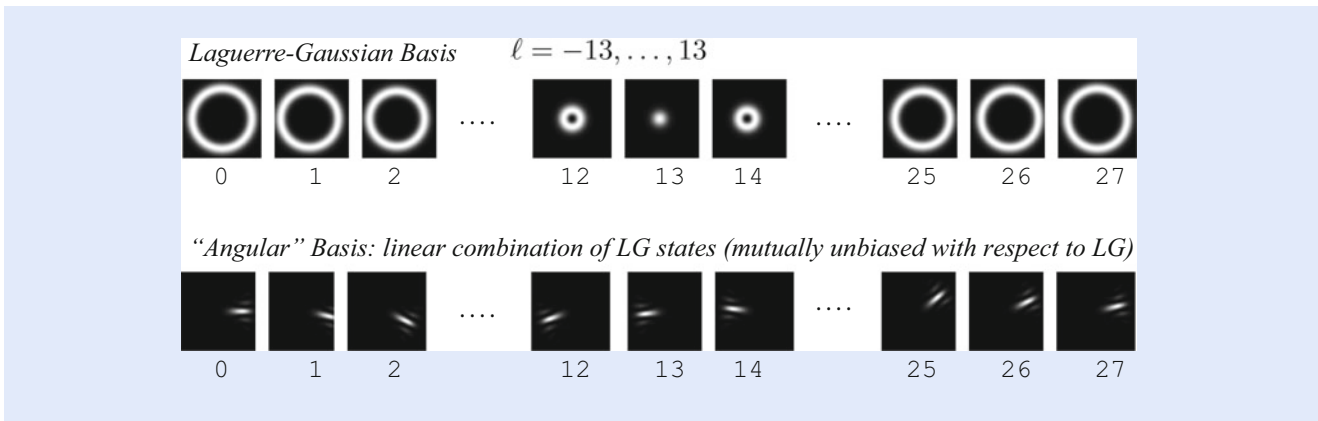 Laguerre-Gaussian Basis ℓ = −13, . . . , 13
.... ....
0 1 2 12 13 14 25 26 27
“Angular” Basis: linear combination of LG states (mutually unbiased with respect to LG)
.... ....
0 1 2 12 13 14 25 26 27